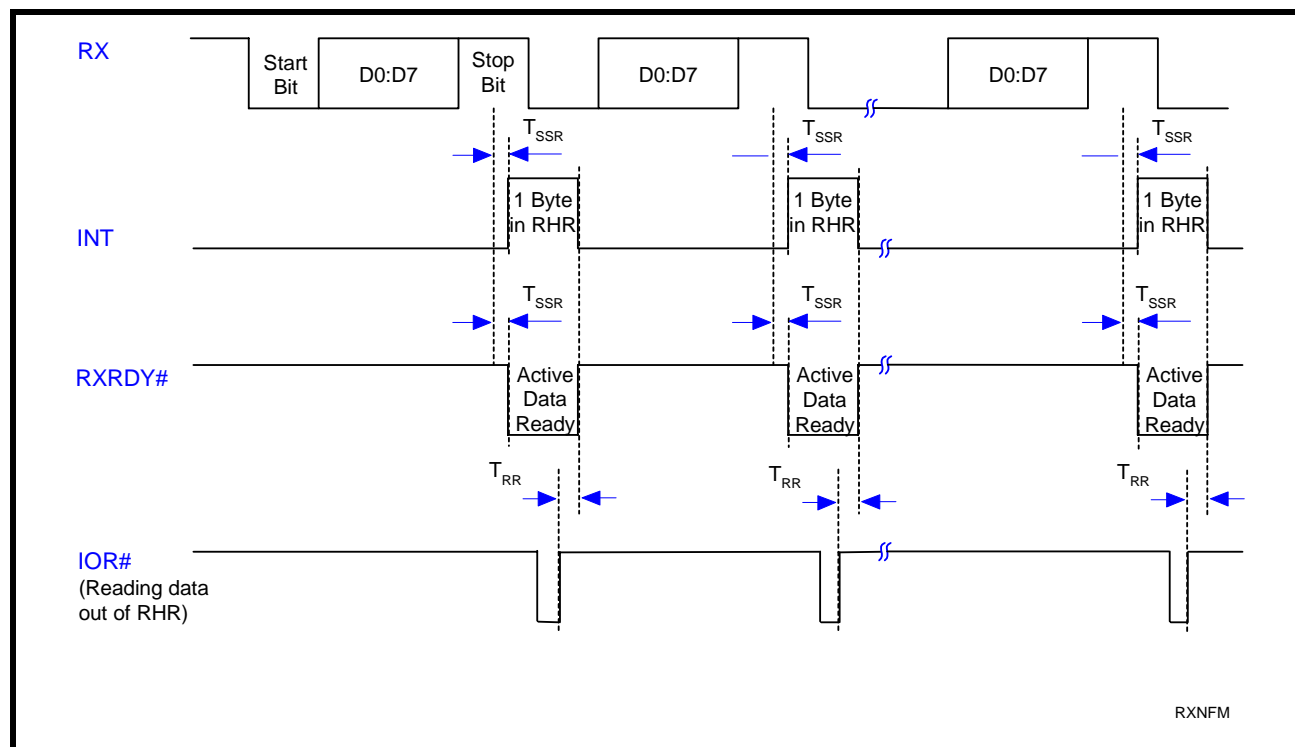 RX
Start
Bit
D0:D7
Stop
Bit
D0:D7
D0:D7
TSSR
TSSR
TSSR
INT
1 Byte
in RHR
1 Byte
in RHR
1 Byte
in RHR
TSSR
TSSR
TSSR
RXRDY#
Active
Data
Ready
Active
Data
Ready
Active
Data
Ready
TRR
TRR
TRR
IOR#
(Reading data
out of RHR)
RXNFM